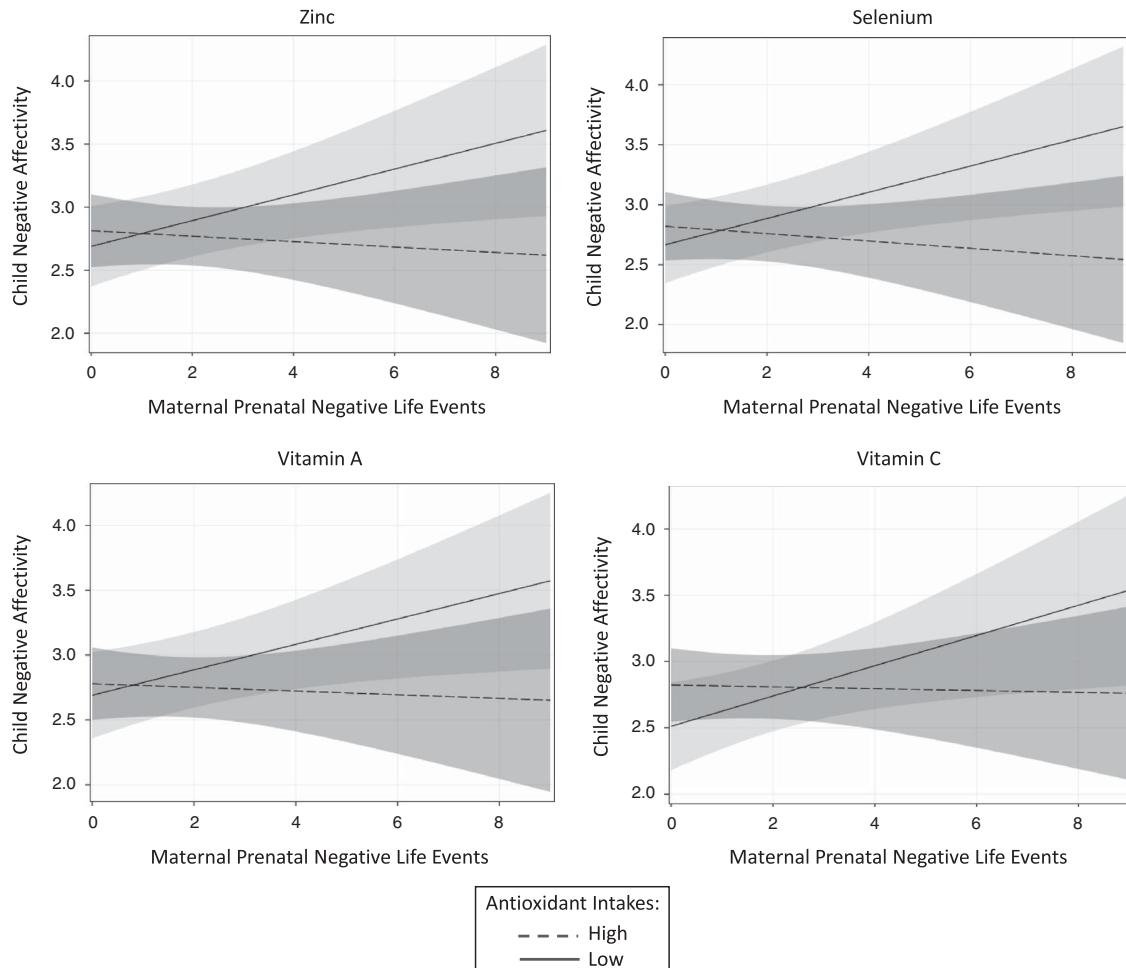 Zinc
Child Negative Affectivity
4.0
3.5
3.0
2.5
2.0
0 2 4 6 8
Maternal Prenatal Negative Life Events
Selenium
Child Negative Affectivity
4.0
3.5
3.0
2.5
2.0
0 2 4 6 8
Maternal Prenatal Negative Life Events
Vitamin A
Child Negative Affectivity
4.0
3.5
3.0
2.5
2.0
0 2 4 6 8
Maternal Prenatal Negative Life Events
Vitamin C
Child Negative Affectivity
4.0
3.5
3.0
2.5
2.0
0 2 4 6 8
Maternal Prenatal Negative Life Events
Antioxidant Intakes:
High
Low